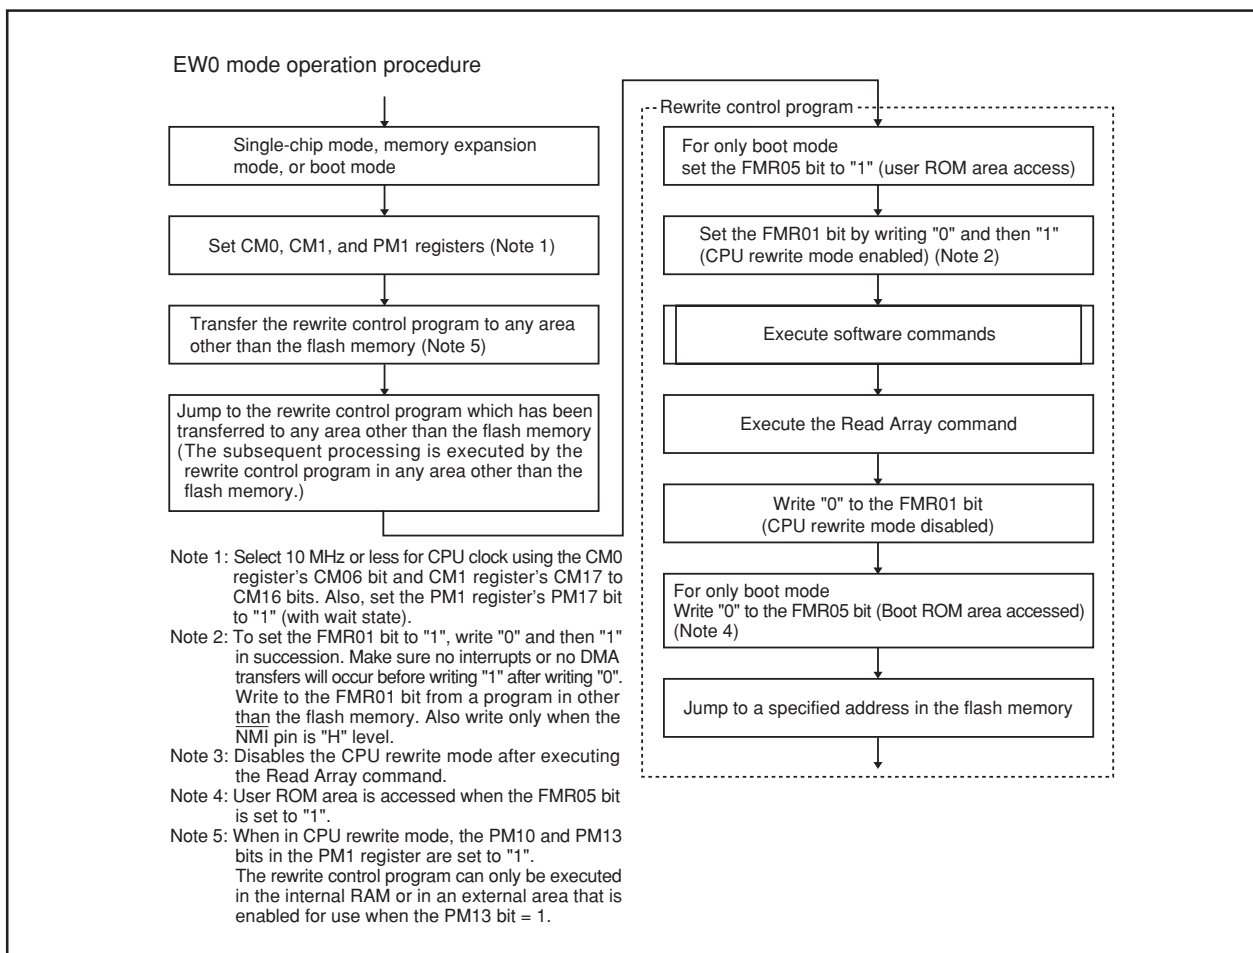 EW0 mode operation procedure
Single-chip mode, memory expansion
mode, or boot mode
Set CM0, CM1, and PM1 registers (Note 1)
Transfer the rewrite control program to any area
other than the flash memory (Note 5)
Jump to the rewrite control program which has been
transferred to any area other than the flash memory
(The subsequent processing is executed by the
rewrite control program in any area other than the
flash memory.)
Note 1: Select 10 MHz or less for CPU clock using the CM0
register's CM06 bit and CM1 register's CM17 to
CM16 bits. Also, set the PM1 register's PM17 bit
to "1" (with wait state).
Note 2: To set the FMR01 bit to "1", write "0" and then "1"
in succession. Make sure no interrupts or no DMA
transfers will occur before writing "1" after writing "0".
Write to the FMR01 bit from a program in other
than the flash memory. Also write only when the
NMI pin is "H" level.
Note 3: Disables the CPU rewrite mode after executing
the Read Array command.
Note 4: User ROM area is accessed when the FMR05 bit
is set to "1".
Note 5: When in CPU rewrite mode, the PM10 and PM13
bits in the PM1 register are set to "1".
The rewrite control program can only be executed
in the internal RAM or in an external area that is
enabled for use when the PM13 bit = 1.
Rewrite control program
For only boot mode
set the FMR05 bit to "1" (user ROM area access)
Set the FMR01 bit by writing "0" and then "1"
(CPU rewrite mode enabled) (Note 2)
Execute software commands
Execute the Read Array command
Write "0" to the FMR01 bit
(CPU rewrite mode disabled)
For only boot mode
Write "0" to the FMR05 bit (Boot ROM area accessed)
(Note 4)
Jump to a specified address in the flash memory